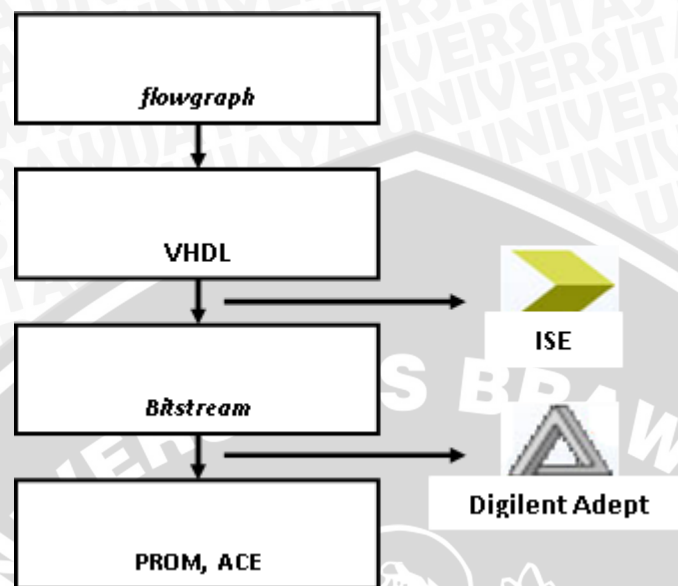 flowgraph
VHDL
ISE
Bitstream
Digilent Adept
PROM, ACE